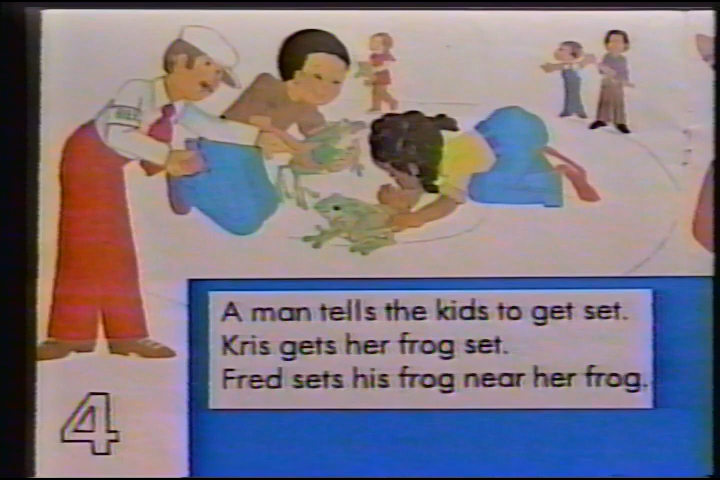 A man tells the kids to get set.
Kris gets her frog set.
Fred sets his frog near her frog.
4